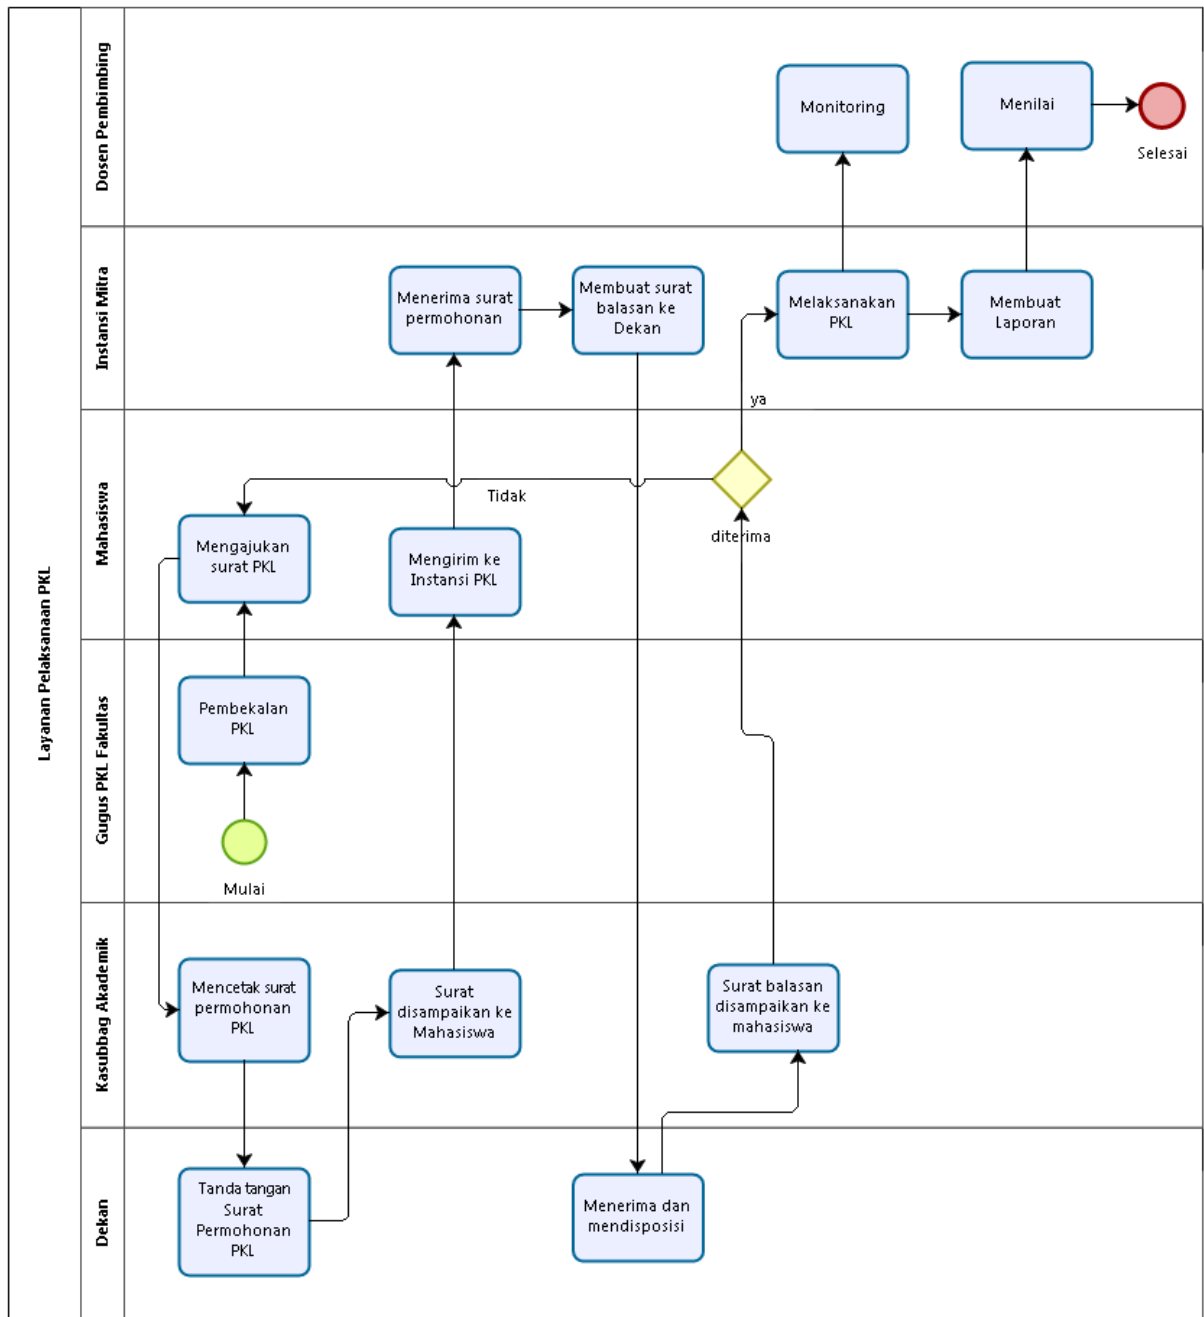 Layanan Pelaksanaan PKL
Dosen Pembimbing
Monitoring
Menilai
Selesai
Instansi Mitra
Menerima surat
permohonan
Membuat surat
balasan ke
Dekan
Melaksanakan
PKL
Membuat
Laporan
ya
Mahasiswa
Tidak
diterima
Mengajukan
surat PKL
Mengirim ke
Instansi PKL
Gugus PKL Fakultas
Pembekalan
PKL
Mulai
Kasubbag Akademik
Mencetak surat
permohonan
PKL
Surat
disampaikan ke
Mahasiswa
Surat balasan
disampaikan ke
mahasiswa
Dekan
Tanda tangan
Surat
Permohonan
PKL
Menerima dan
mendisposisi